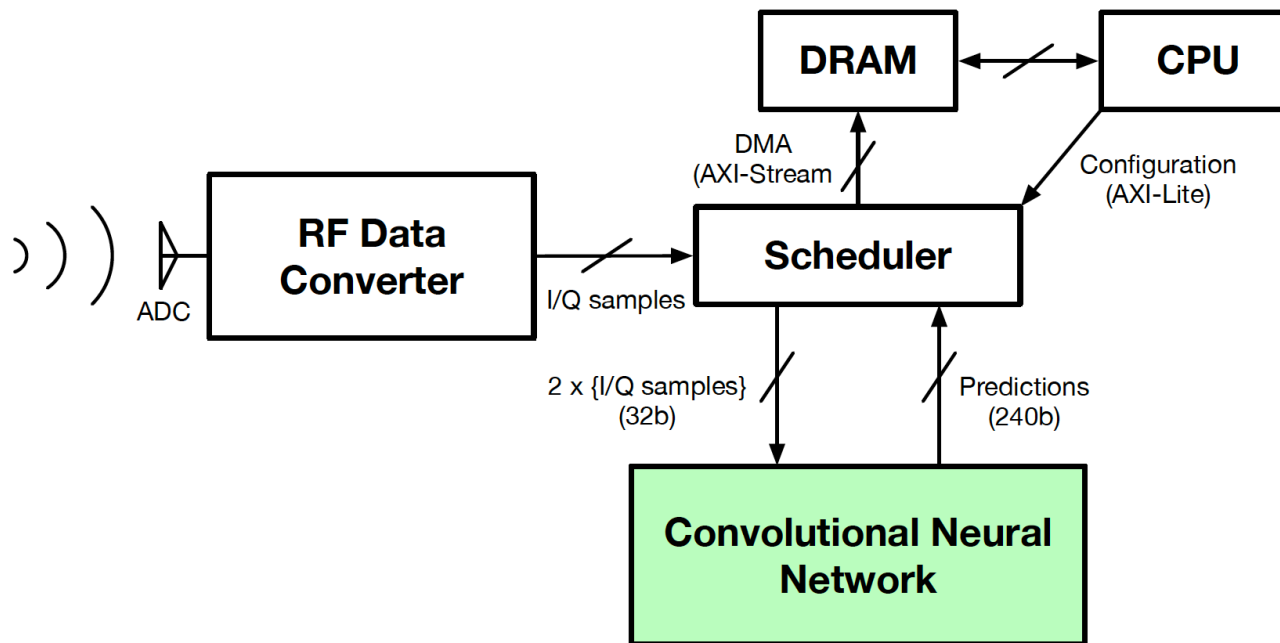 DRAM
CPU
DMA
(AXI-Stream
Configuration
(AXI-Lite)
RF Data
Converter
Scheduler
ADC
I/Q samples
2 x {I/Q samples}
(32b)
Predictions
(240b)
Convolutional Neural
Network